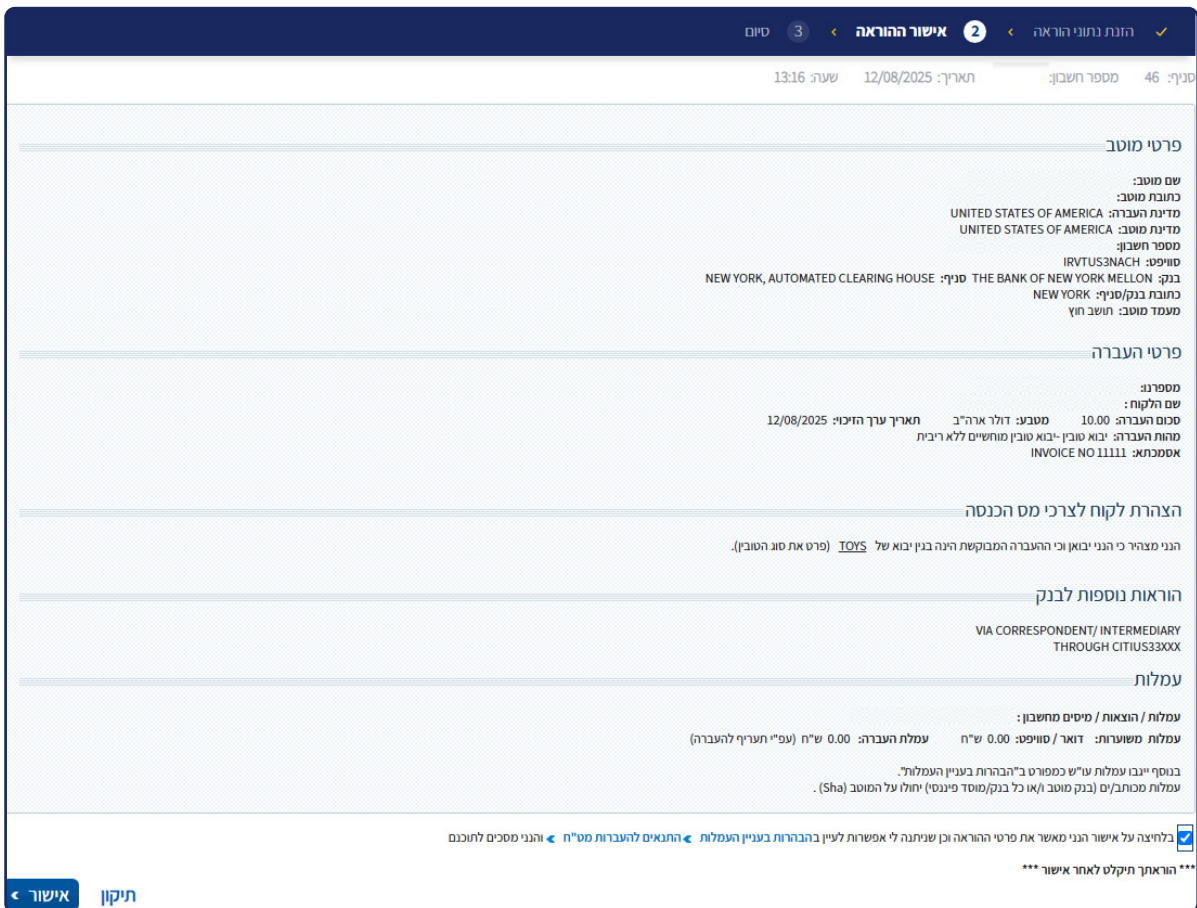 הזנת נתוני הוראה › 2 אישור ההוראה › 3 סיום
סניף: 46 מספר חשבון: תאריך: 12/08/2025 שעה: 13:16
פרטי מוטב
שם מוטב:
כתובת מוטב:
מדינת העברה: UNITED STATES OF AMERICA
מדינת מוטב: UNITED STATES OF AMERICA
מספר חשבון:
סוויפט: IRVTUS3NACH
בנק: THE BANK OF NEW YORK MELLON סניף: NEW YORK, AUTOMATED CLEARING HOUSE
כתובת בנק/סניף: NEW YORK
מעמד מוטב: תושב חוץ
פרטי העברה
מספרנו:
שם הלקוח :
סכום העברה: 10.00 מטבע: דולר ארה"ב תאריך ערך הזיכוי: 12/08/2025
מהות העברה: יבוא טובין -יבוא טובין מוחשיים ללא ריבית
אסמכתא: INVOICE NO 11111
הצהרת לקוח לצרכי מס הכנסה
הנני מצהיר כי הנני יבואן וכי ההעברה המבוקשת הינה בגין יבוא של TOYS (פרט את סוג הטובין).
הוראות נוספות לבנק
VIA CORRESPONDENT/ INTERMEDIARY
THROUGH CITIUS33XXX
עמלות
עמלות / הוצאות / מיסים מחשבון :
עמלות משוערות: דואר / סוויפט: 0.00 ש"ח עמלת העברה: 0.00 ש"ח (עפ"י תעריף להעברה)
בנוסף ייגבו עמלות עו"ש כמפורט ב"הבהרות בעניין העמלות".
עמלות מכותב/ים (בנק מוטב ו/או כל בנק/מוסד פיננסי) יחולו על המוטב (Sha) .
בלחיצה על אישור הנני מאשר את פרטי ההוראה וכן שניתנה לי אפשרות לעיין בהבהרות בעניין העמלות התנאים להעברות מט"ח והנני מסכים לתוכנם
*** הוראתך תיקלט לאחר אישור ***
תיקון אישור ›